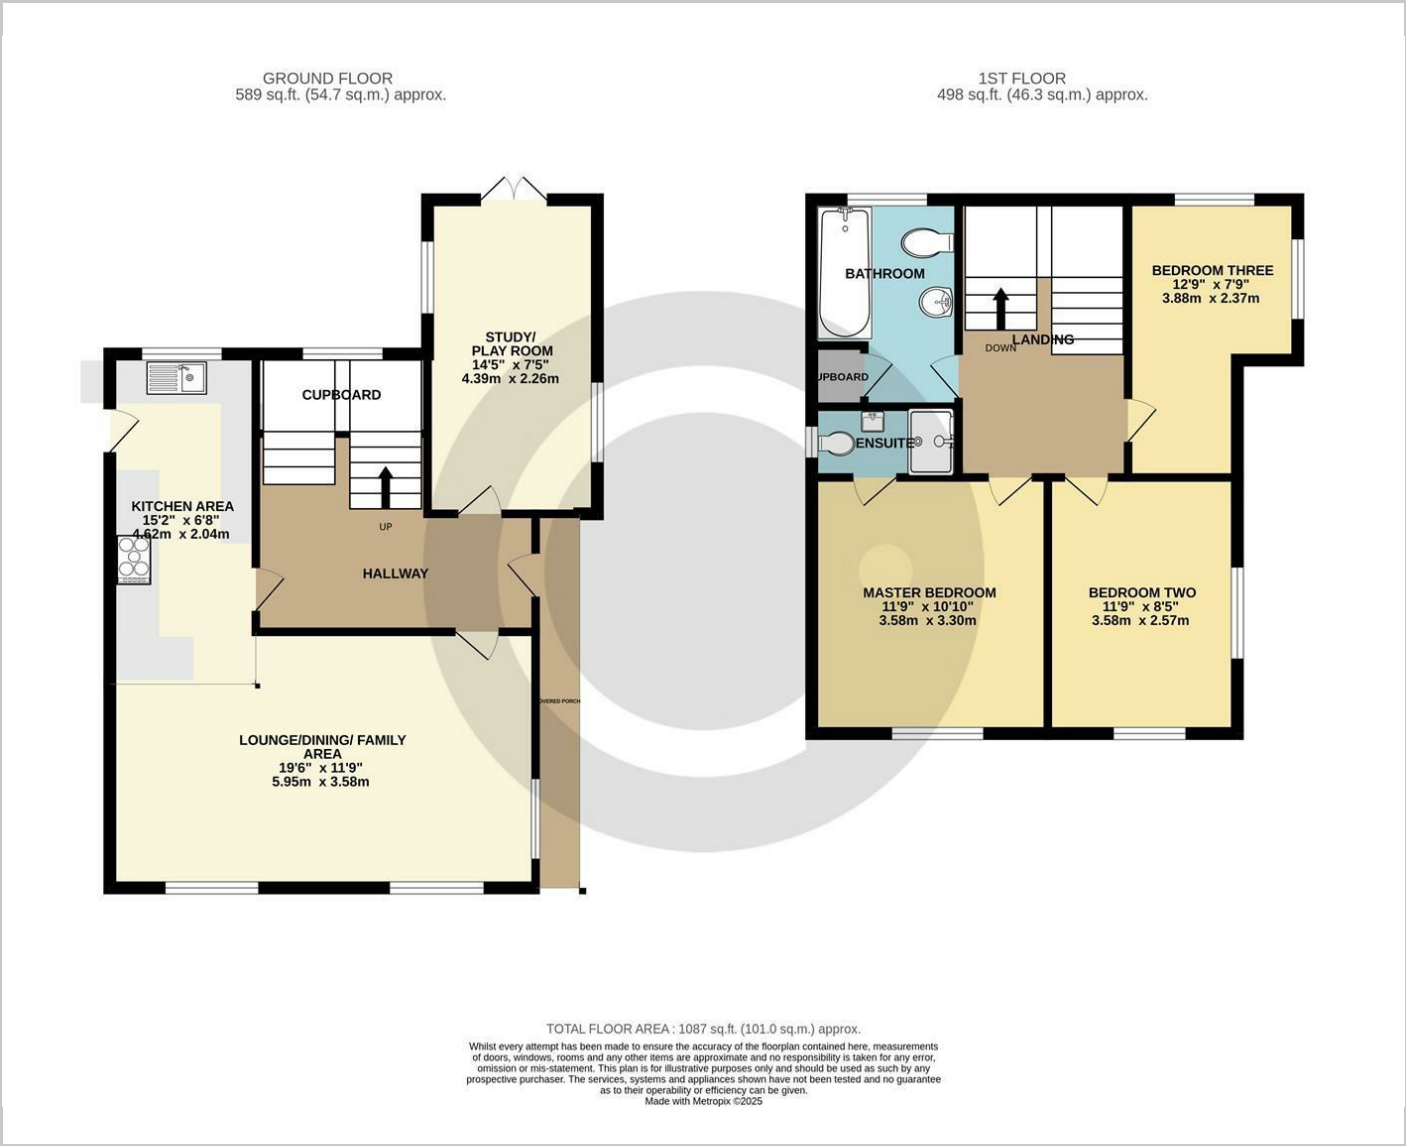 GROUND FLOOR
589 sq.ft. (54.7 sq.m.) approx.
1ST FLOOR
498 sq.ft. (46.3 sq.m.) approx.
STUDY/
PLAY ROOM
14'5" x 7'5"
4.39m x 2.26m
CUPBOARD
KITCHEN AREA
15'2" x 6'8"
4.62m x 2.04m
UP
HALLWAY
OVERED PORCH
LOUNGE/DINING/ FAMILY
AREA
19'6" x 11'9"
5.95m x 3.58m
BATHROOM
BEDROOM THREE
12'9" x 7'9"
3.88m x 2.37m
LANDING
DOWN
UPBOARD
ENSUITE
MASTER BEDROOM
11'9" x 10'10"
3.58m x 3.30m
BEDROOM TWO
11'9" x 8'5"
3.58m x 2.57m
TOTAL FLOOR AREA : 1087 sq.ft. (101.0 sq.m.) approx.
Whilst every attempt has been made to ensure the accuracy of the floorplan contained here, measurements
of doors, windows, rooms and any other items are approximate and no responsibility is taken for any error,
omission or mis-statement. This plan is for illustrative purposes only and should be used as such by any
prospective purchaser. The services, systems and appliances shown have not been tested and no guarantee
as to their operability or efficiency can be given.
Made with Metropix ©2025